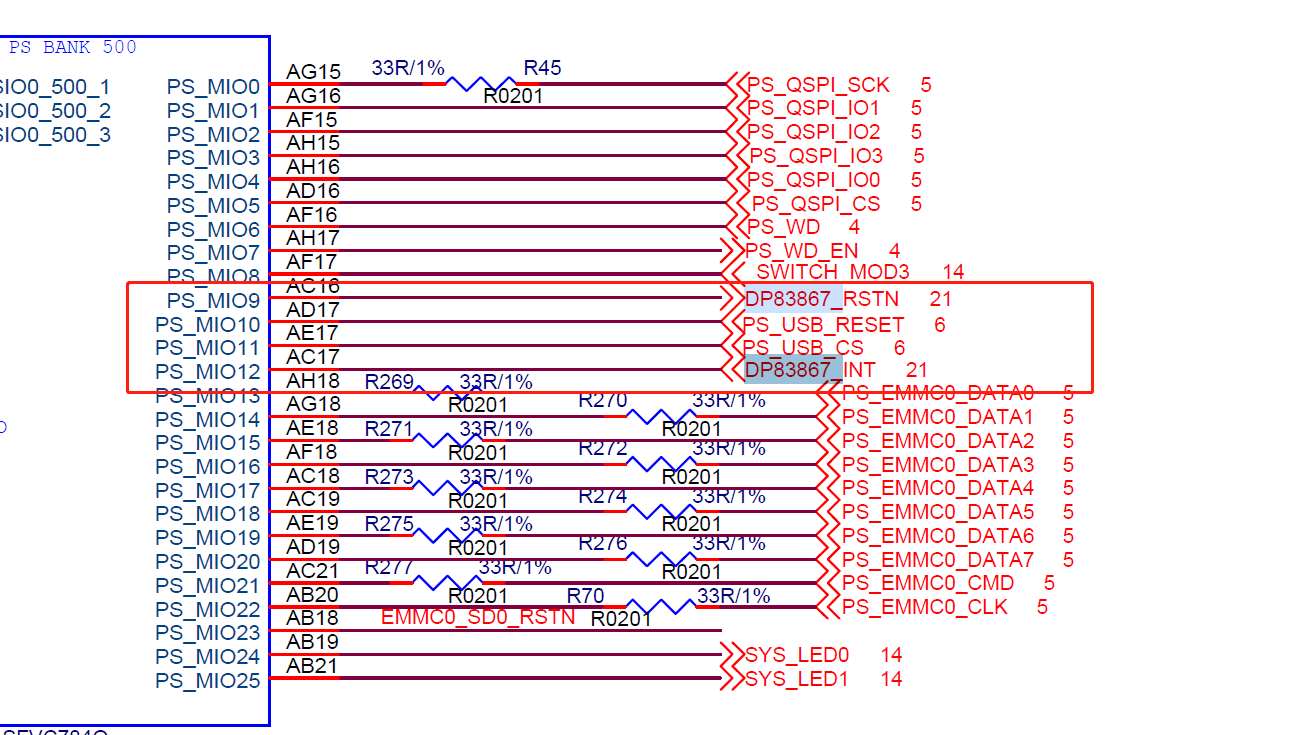 PS BANK 500
SIO0_500_1 PS_MIO0 AG15 33R/1% R45 R0201 PS_QSPI_SCK 5
SIO0_500_2 PS_MIO1 AG16 PS_QSPI_IO1 5
SIO0_500_3 PS_MIO2 AF15 PS_QSPI_IO2 5
PS_MIO3 AH15 PS_QSPI_IO3 5
PS_MIO4 AH16 PS_QSPI_IO0 5
PS_MIO5 AD16 PS_QSPI_CS 5
PS_MIO6 AF16 PS_WD 4
PS_MIO7 AH17 PS_WD_EN 4
PS_MIO8 AF17 SWITCH_MOD3 14
PS_MIO9 AC16 DP83867_RSTN 21
PS_MIO10 AD17 PS_USB_RESET 6
PS_MIO11 AE17 PS_USB_CS 6
PS_MIO12 AC17 DP83867_INT 21
PS_MIO13 AH18 R269 33R/1% R0201 PS_EMMC0_DATA0 5
PS_MIO14 AG18 R270 33R/1% R0201 PS_EMMC0_DATA1 5
PS_MIO15 AE18 R271 33R/1% R0201 PS_EMMC0_DATA2 5
PS_MIO16 AF18 R272 33R/1% R0201 PS_EMMC0_DATA3 5
PS_MIO17 AC18 R273 33R/1% R0201 PS_EMMC0_DATA4 5
PS_MIO18 AC19 R274 33R/1% R0201 PS_EMMC0_DATA5 5
PS_MIO19 AE19 R275 33R/1% R0201 PS_EMMC0_DATA6 5
PS_MIO20 AD19 R276 33R/1% R0201 PS_EMMC0_DATA7 5
PS_MIO21 AC21 R277 33R/1% R0201 PS_EMMC0_CMD 5
PS_MIO22 AB20 R70 33R/1% R0201 PS_EMMC0_CLK 5
PS_MIO23 AB18 EMMC0_SD0_RSTN
PS_MIO24 AB19 SYS_LED0 14
PS_MIO25 AB21 SYS_LED1 14